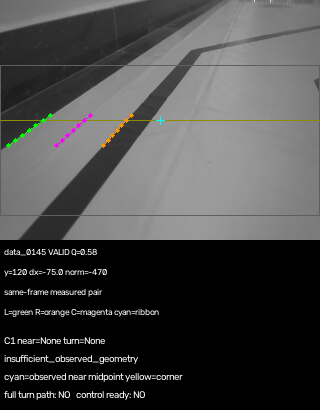 data_0145 VALID Q=0.58
y=120 dx=-75.0 norm=-470
same-frame measured pair
L=green R=orange C=magenta cyan=ribbon
C1 near=None turn=None
insufficient_observed_geometry
cyan=observed near midpoint yellow=corner
full turn path: NO control ready: NO